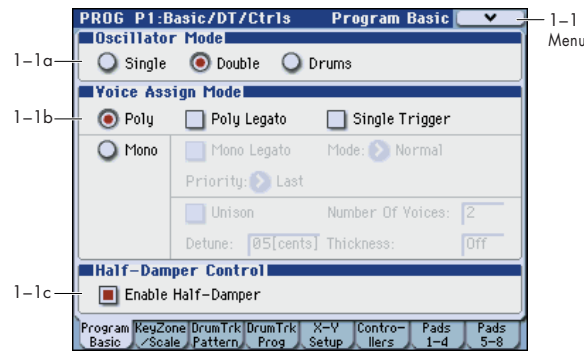 PROG P1:Basic/DT/Ctrls Program Basic
1–1
Menu
Oscillator Mode
1–1a
Single Double Drums
Voice Assign Mode
1–1b
Poly Poly Legato Single Trigger
Mono Mono Legato Mode: Normal
Priority: Last
Unison Number Of Voices: 2
Detune: 05[cents] Thickness: Off
Half-Damper Control
1–1c
Enable Half-Damper
Program Basic KeyZone /Scale DrumTrk Pattern DrumTrk Prog X-Y Setup Contro- llers Pads 1-4 Pads 5-8